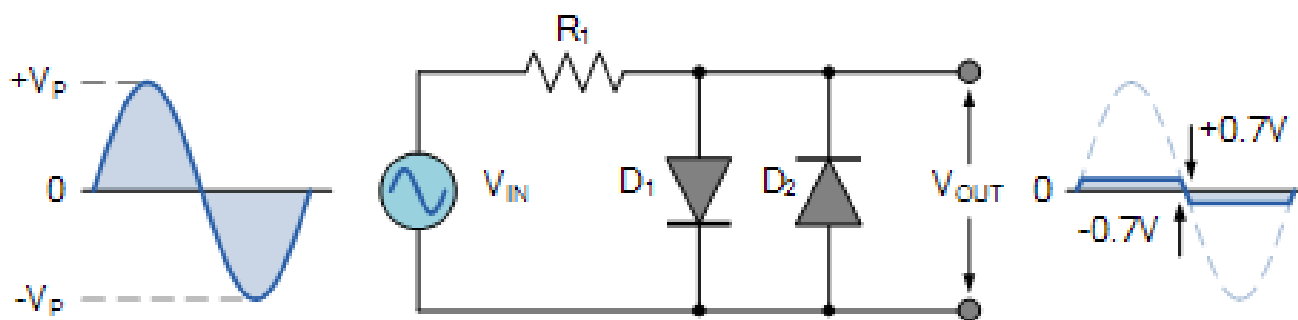 +Vp
0
-Vp
R1
VIN
D1
D2
VOUT
0
+0.7V
-0.7V